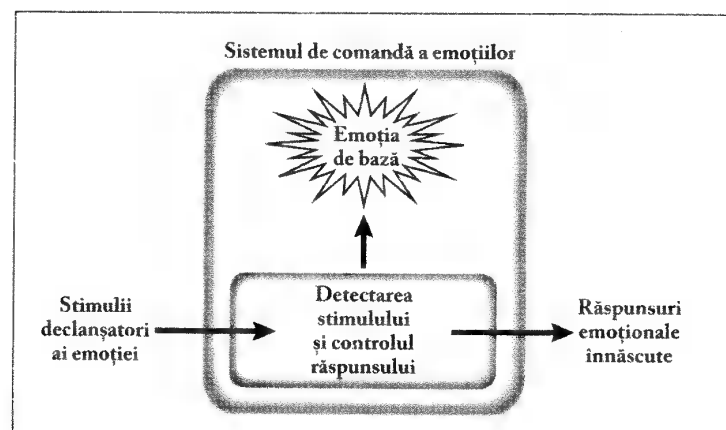 Sistemul de comandă a emoțiilor
Emoția
de bază
Stimulii
declanșatori
ai emoției
Detectarea
stimulului
și controlul
răspunsului
Răspunsuri
emoționale
înnăscute